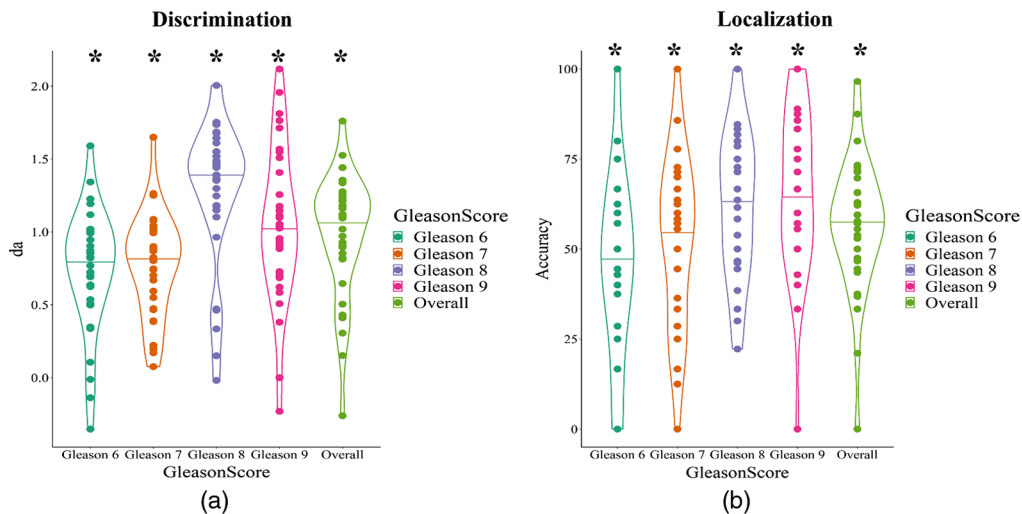 Discrimination
* * * * *
2.0
1.5
1.0
0.5
0.0
da
Gleason 6 Gleason 7 Gleason 8 Gleason 9 Overall
GleasonScore
GleasonScore
Gleason 6
Gleason 7
Gleason 8
Gleason 9
Overall
(a)
Localization
* * * * *
100
75
50
25
0
Accuracy
Gleason 6 Gleason 7 Gleason 8 Gleason 9 Overall
GleasonScore
GleasonScore
Gleason 6
Gleason 7
Gleason 8
Gleason 9
Overall
(b)